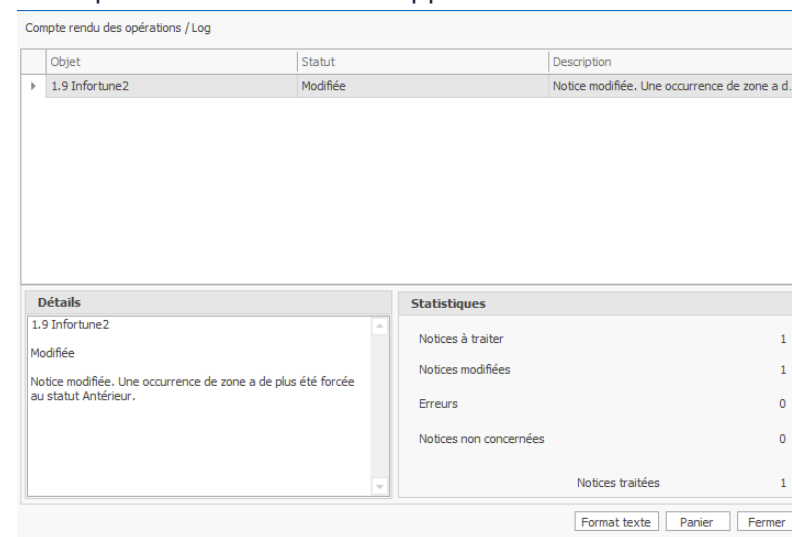 Compte rendu des opérations / Log
Objet Statut Description
1.9 Infortune2 Modifiée Notice modifiée. Une occurrence de zone a d..
Détails
1.9 Infortune2
Modifiée
Notice modifiée. Une occurrence de zone a de plus été forcée
au statut Antérieur.
Statistiques
Notices à traiter 1
Notices modifiées 1
Erreurs 0
Notices non concernées 0
Notices traitées 1
Format texte Panier Fermer